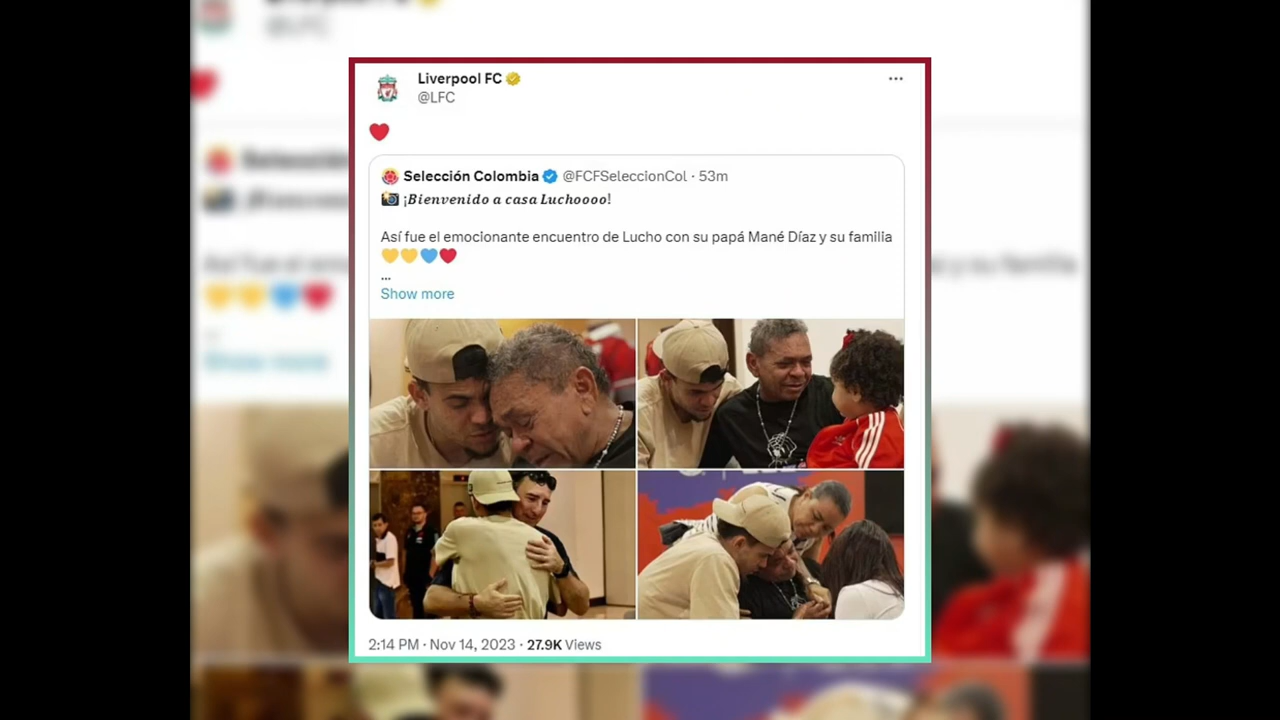 Liverpool FC
@LFC
❤️
Selección Colombia @FCFSeleccionCol · 53m
📸 ¡Bienvenido a casa Luchoooo!
Así fue el emocionante encuentro de Lucho con su papá Mané Díaz y su familia
💛💛💙❤️
...
Show more
2:14 PM · Nov 14, 2023 · 27.9K Views